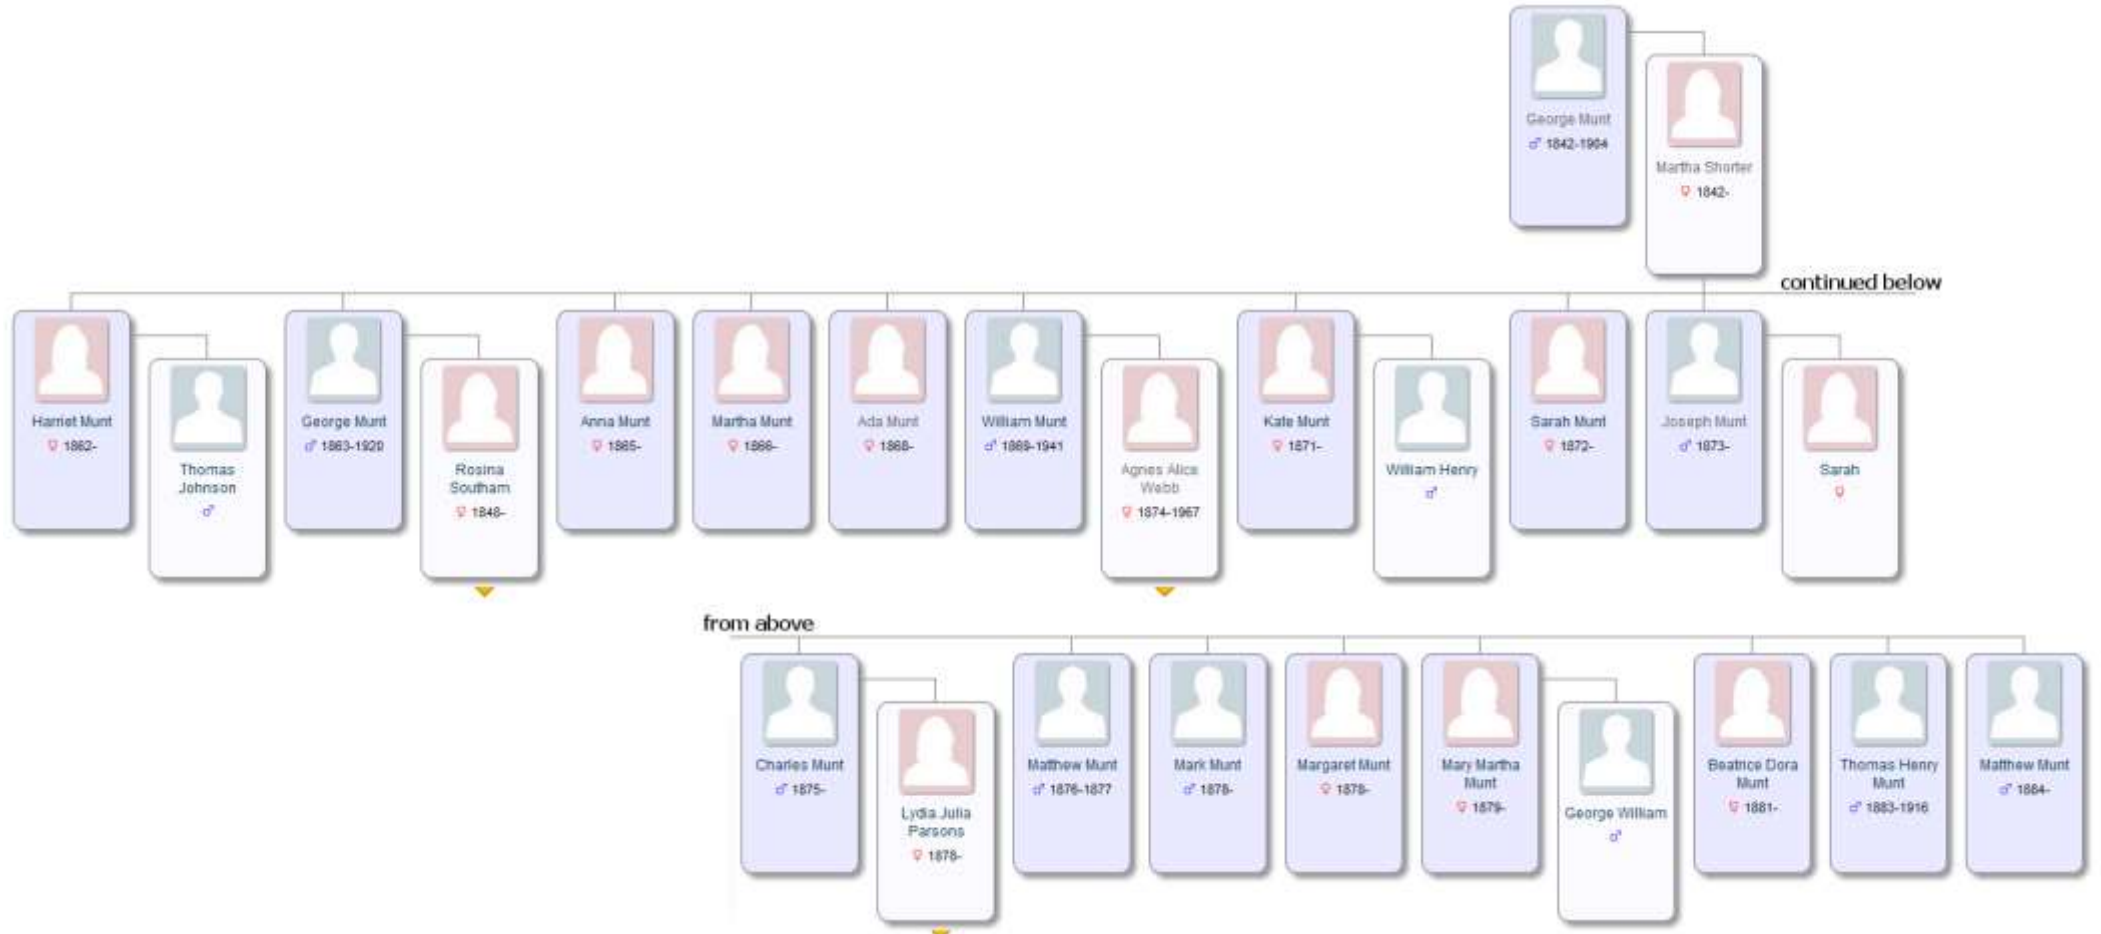 George Munt
♂ 1842-1904
Martha Shorter
♀ 1842-
continued below
Harriet Munt
♀ 1862-
Thomas
Johnson
♂
George Munt
♂ 1863-1920
Rosina
Southam
♀ 1848-
Anna Munt
♀ 1865-
Martha Munt
♀ 1866-
Ada Munt
♀ 1868-
William Munt
♂ 1869-1941
Agnes Alice
Webb
♀ 1874-1967
Kate Munt
♀ 1871-
William Henry
♂
Sarah Munt
♀ 1872-
Joseph Munt
♂ 1873-
Sarah
♀
from above
Charles Munt
♂ 1875-
Lydia Julia
Parsons
♀ 1878-
Matthew Munt
♂ 1876-1877
Mark Munt
♂ 1878-
Margaret Munt
♀ 1878-
Mary Martha
Munt
♀ 1879-
George William
♂
Beatrice Dora
Munt
♀ 1881-
Thomas Henry
Munt
♂ 1883-1916
Matthew Munt
♂ 1884-